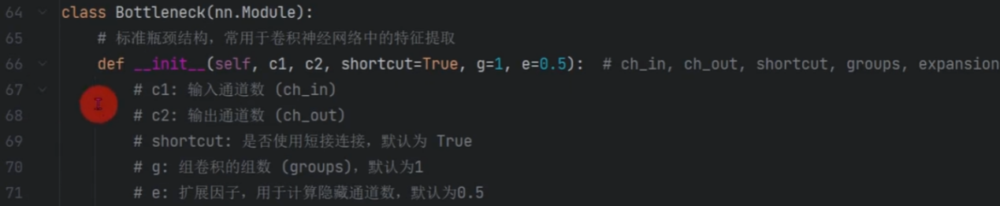 64 class Bottleneck(nn.Module):
65 # 标准瓶颈结构，常用于卷积神经网络中的特征提取
66 def __init__(self, c1, c2, shortcut=True, g=1, e=0.5): # ch_in, ch_out, shortcut, groups, expansion
67 # c1: 输入通道数 (ch_in)
68 # c2: 输出通道数 (ch_out)
69 # shortcut: 是否使用短接连接，默认为 True
70 # g: 组卷积的组数 (groups)，默认为1
71 # e: 扩展因子，用于计算隐藏通道数，默认为0.5